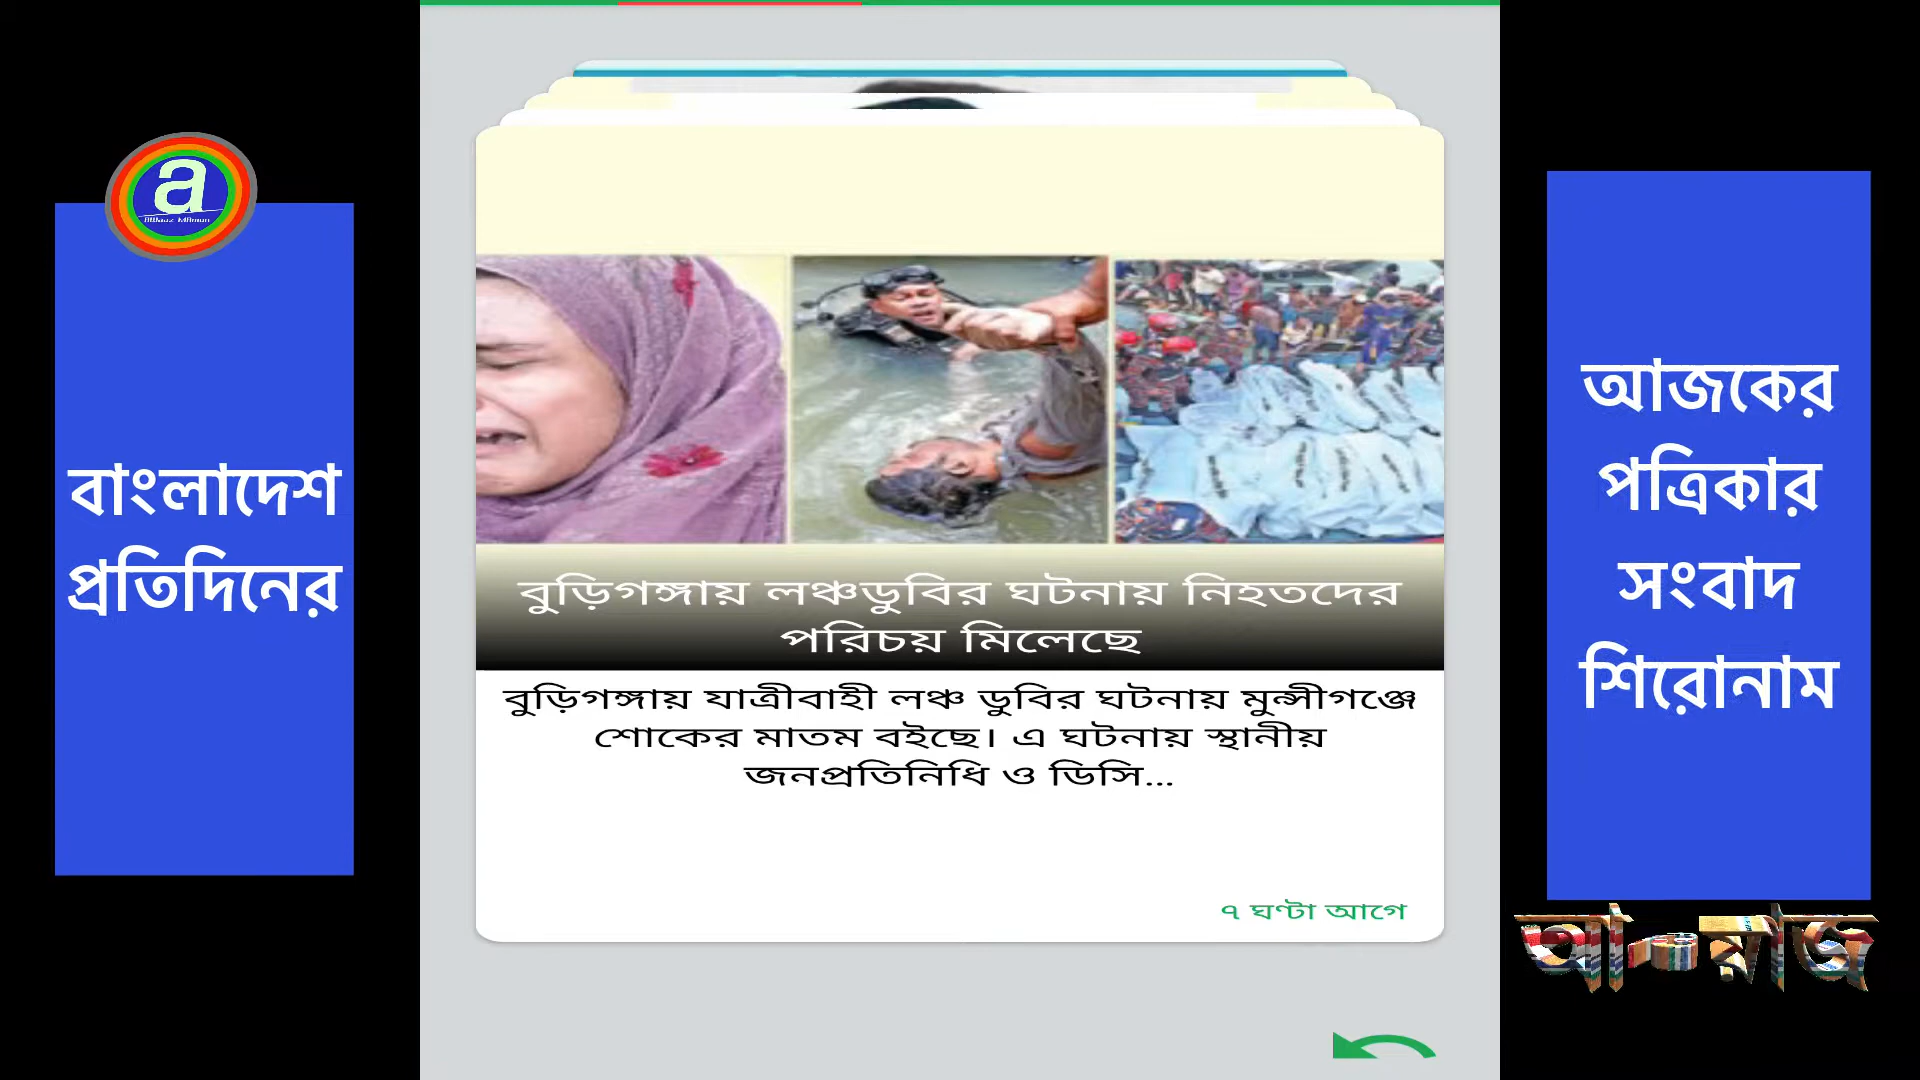 a
বাংলাদেশ
প্রতিদিনের
বুড়িগঙ্গায় লঞ্চডুবির ঘটনায় নিহতদের
পরিচয় মিলেছে
বুড়িগঙ্গায় যাত্রীবাহী লঞ্চ ডুবির ঘটনায় মুন্সীগঞ্জে
শোকের মাতম বইছে। এ ঘটনায় স্থানীয়
জনপ্রতিনিধি ও ডিসি...
৭ ঘণ্টা আগে
আজকের
পত্রিকার
সংবাদ
শিরোনাম
আওয়াজ